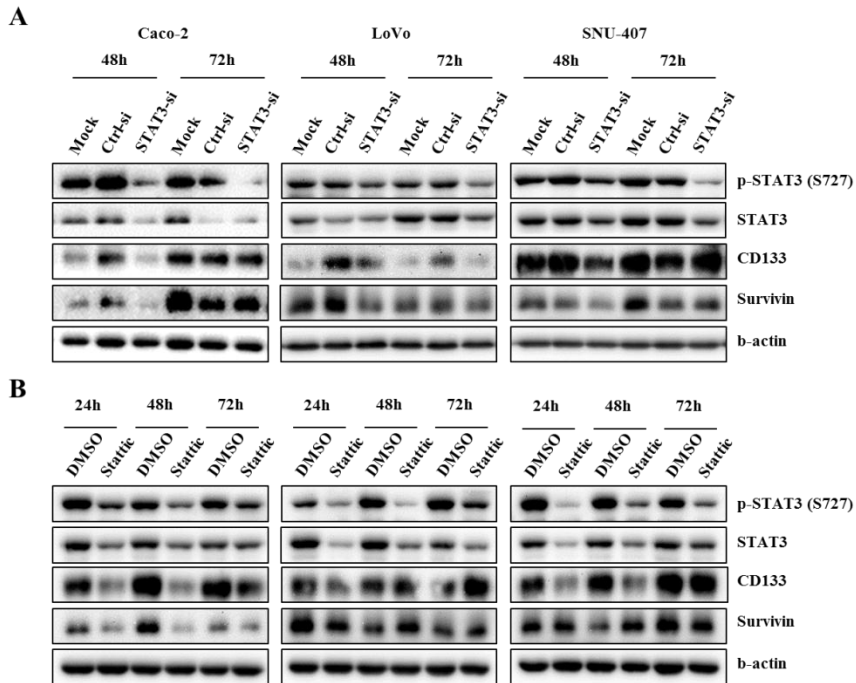 A
Caco-2 LoVo SNU-407
48h 72h 48h 72h 48h 72h
Mock Ctrl-si STAT3-si Mock Ctrl-si STAT3-si Mock Ctrl-si STAT3-si Mock Ctrl-si STAT3-si Mock Ctrl-si STAT3-si Mock Ctrl-si STAT3-si
p-STAT3 (S727)
STAT3
CD133
Survivin
b-actin
B
24h 48h 72h 24h 48h 72h 24h 48h 72h
DMSO Stattic DMSO Stattic DMSO Stattic DMSO Stattic DMSO Stattic DMSO Stattic DMSO Stattic DMSO Stattic DMSO Stattic
p-STAT3 (S727)
STAT3
CD133
Survivin
b-actin